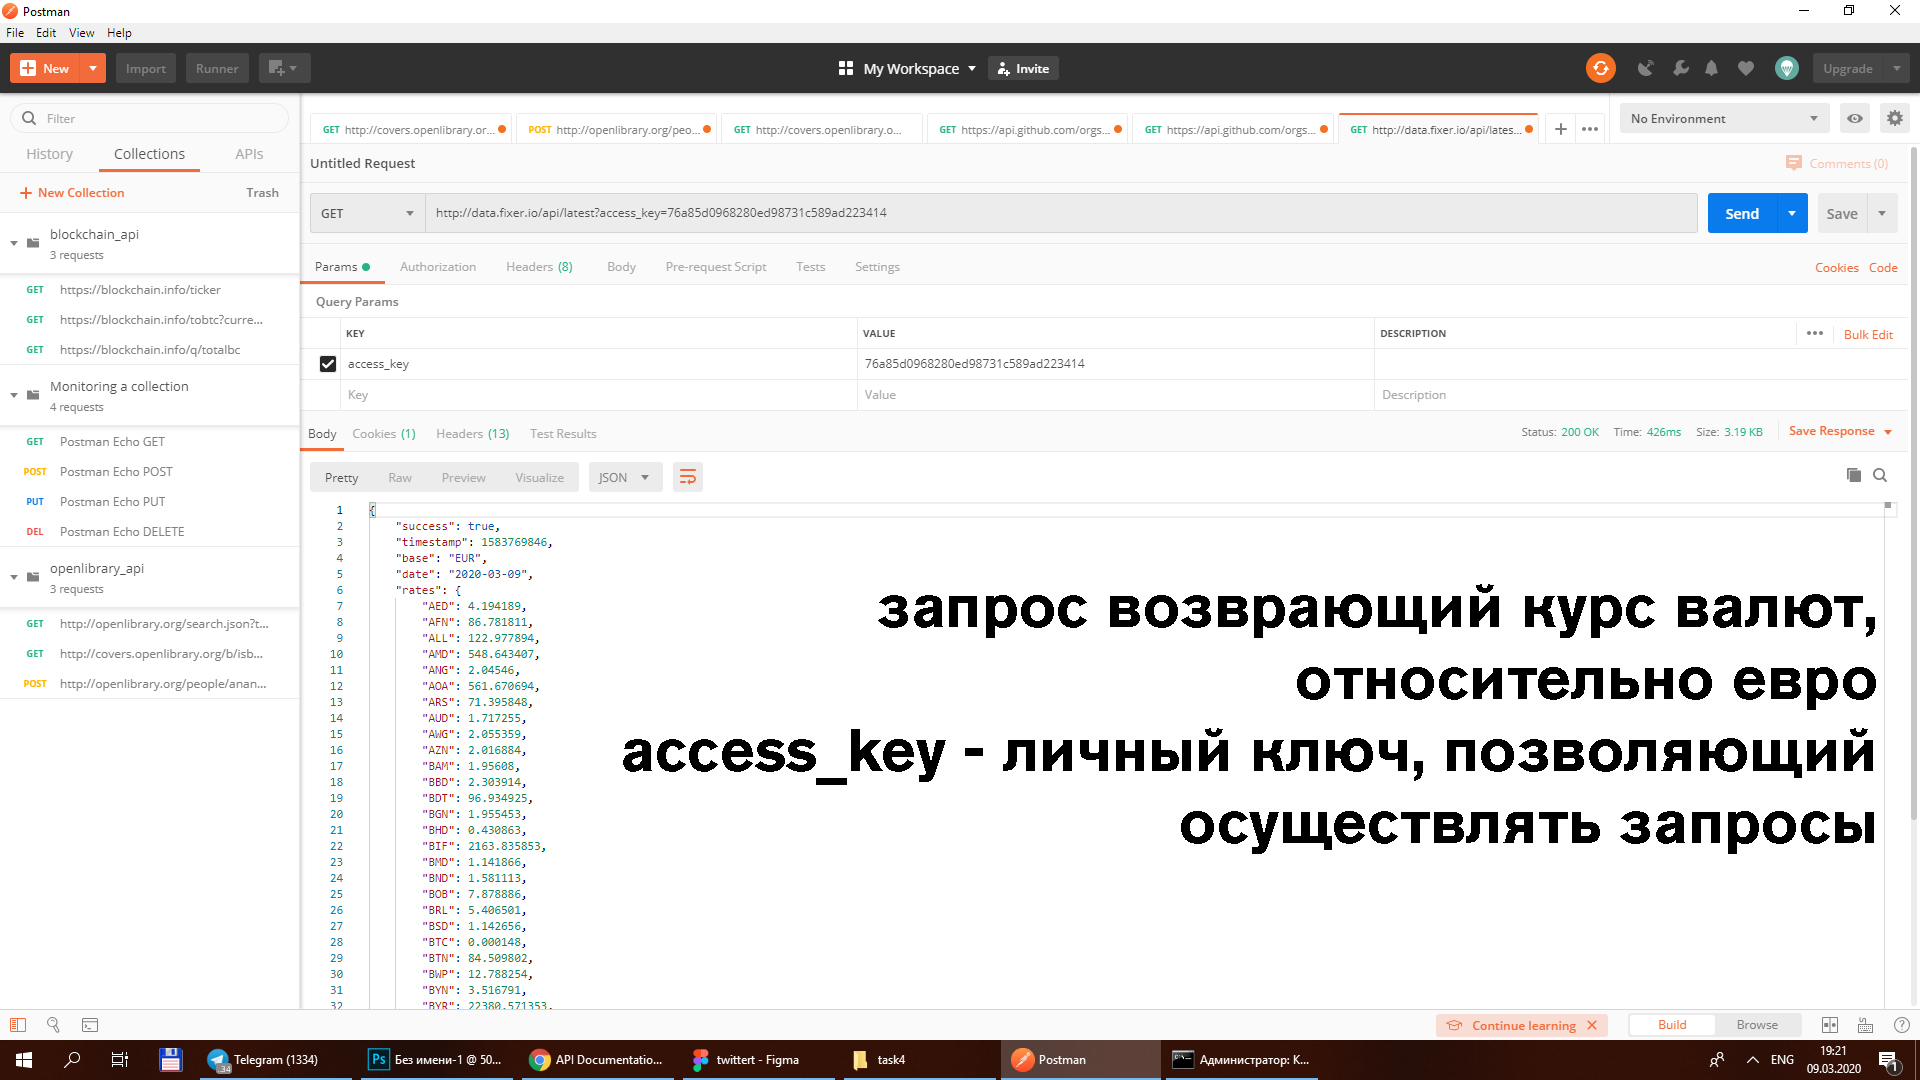 Postman
File Edit View Help
New Import Runner My Workspace Invite Upgrade
Filter
History Collections APIs
New Collection Trash
blockchain_api
3 requests
GET https://blockchain.info/ticker
GET https://blockchain.info/tobtc?curre...
GET https://blockchain.info/q/totalbc
Monitoring a collection
4 requests
GET Postman Echo GET
POST Postman Echo POST
PUT Postman Echo PUT
DEL Postman Echo DELETE
openlibrary_api
3 requests
GET http://openlibrary.org/search.json?t...
GET http://covers.openlibrary.org/b/isb...
POST http://openlibrary.org/people/anan...
GET http://covers.openlibrary.or... POST http://openlibrary.org/peo... GET http://covers.openlibrary.o... GET https://api.github.com/orgs... GET https://api.github.com/orgs... GET http://data.fixer.io/api/lates... No Environment
Untitled Request Comments (0)
GET http://data.fixer.io/api/latest?access_key=76a85d0968280ed98731c589ad223414 Send Save
Params Authorization Headers (8) Body Pre-request Script Tests Settings Cookies Code
Query Params
KEY VALUE DESCRIPTION Bulk Edit
access_key 76a85d0968280ed98731c589ad223414
Key Value Description
Body Cookies (1) Headers (13) Test Results Status: 200 OK Time: 426ms Size: 3.19 KB Save Response
Pretty Raw Preview Visualize JSON
1 {
2 "success": true,
3 "timestamp": 1583769846,
4 "base": "EUR",
5 "date": "2020-03-09",
6 "rates": {
7 "AED": 4.194189,
8 "AFN": 86.781811,
9 "ALL": 122.977894,
10 "AMD": 548.643407,
11 "ANG": 2.04546,
12 "AOA": 561.670694,
13 "ARS": 71.395848,
14 "AUD": 1.717255,
15 "AWG": 2.055359,
16 "AZN": 2.016884,
17 "BAM": 1.95608,
18 "BBD": 2.303914,
19 "BDT": 96.934925,
20 "BGN": 1.955453,
21 "BHD": 0.430863,
22 "BIF": 2163.835853,
23 "BMD": 1.141866,
24 "BND": 1.581113,
25 "BOB": 7.878886,
26 "BRL": 5.406501,
27 "BSD": 1.142656,
28 "BTC": 0.000148,
29 "BTN": 84.509802,
30 "BWP": 12.788254,
31 "BYN": 3.516791,
32 "BYR": 22380.571353,
запрос возврающий курс валют,
относительно евро
access_key - личный ключ, позволяющий
осуществлять запросы
Continue learning Build Browse
Telegram (1334) Без имени-1 @ 50... API Documentatio... twittert - Figma task4 Postman Администратор: К... ENG
19:21
09.03.2020